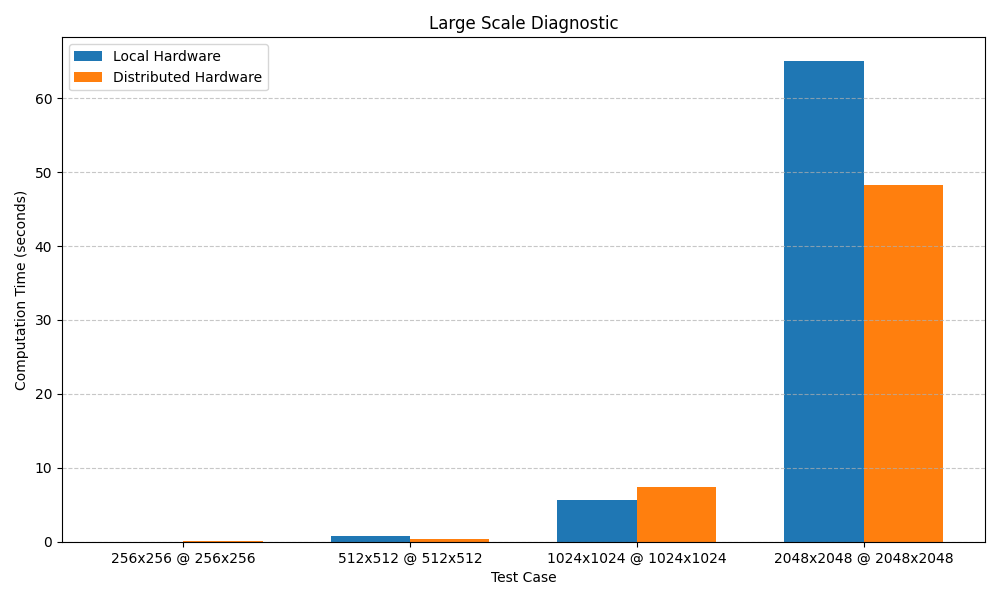 Large Scale Diagnostic
Local Hardware
Distributed Hardware
Computation Time (seconds)
60
50
40
30
20
10
0
256x256 @ 256x256
512x512 @ 512x512
1024x1024 @ 1024x1024
2048x2048 @ 2048x2048
Test Case